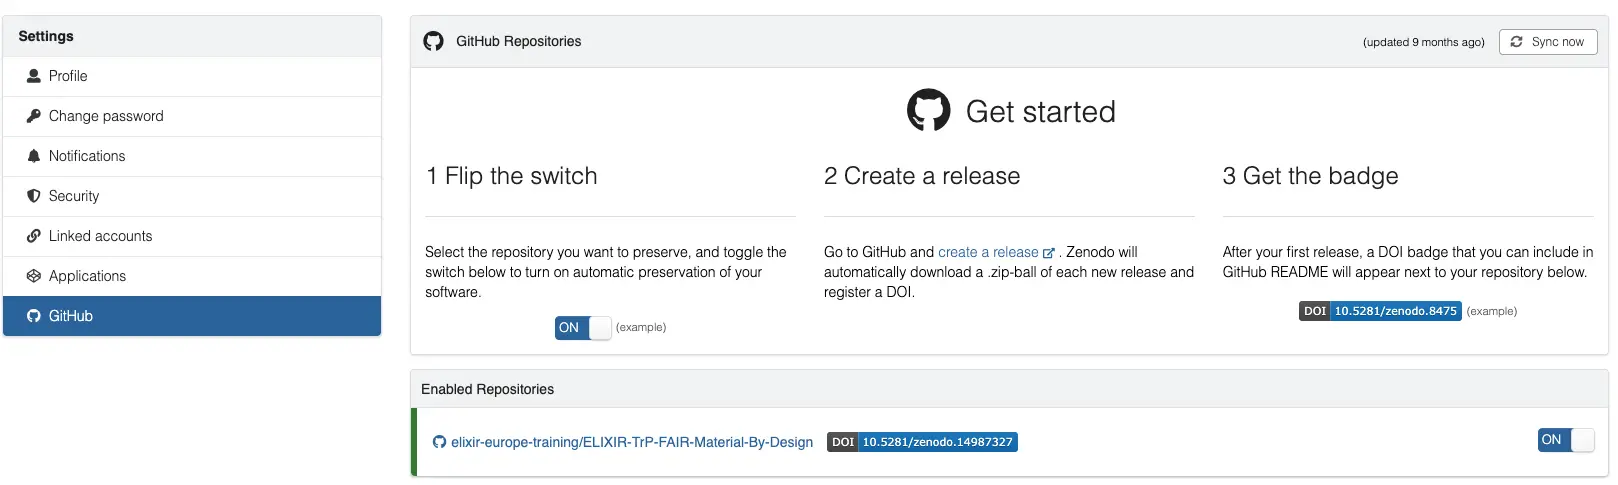 Settings
Profile
Change password
Notifications
Security
Linked accounts
Applications
GitHub
GitHub Repositories
(updated 9 months ago)
Sync now
Get started
1 Flip the switch
Select the repository you want to preserve, and toggle the
switch below to turn on automatic preservation of your
software.
ON (example)
2 Create a release
Go to GitHub and create a release . Zenodo will
automatically download a .zip-ball of each new release and
register a DOI.
3 Get the badge
After your first release, a DOI badge that you can include in
GitHub README will appear next to your repository below.
DOI 10.5281/zenodo.8475 (example)
Enabled Repositories
elixir-europe-training/ELIXIR-TrP-FAIR-Material-By-Design DOI 10.5281/zenodo.14987327 ON